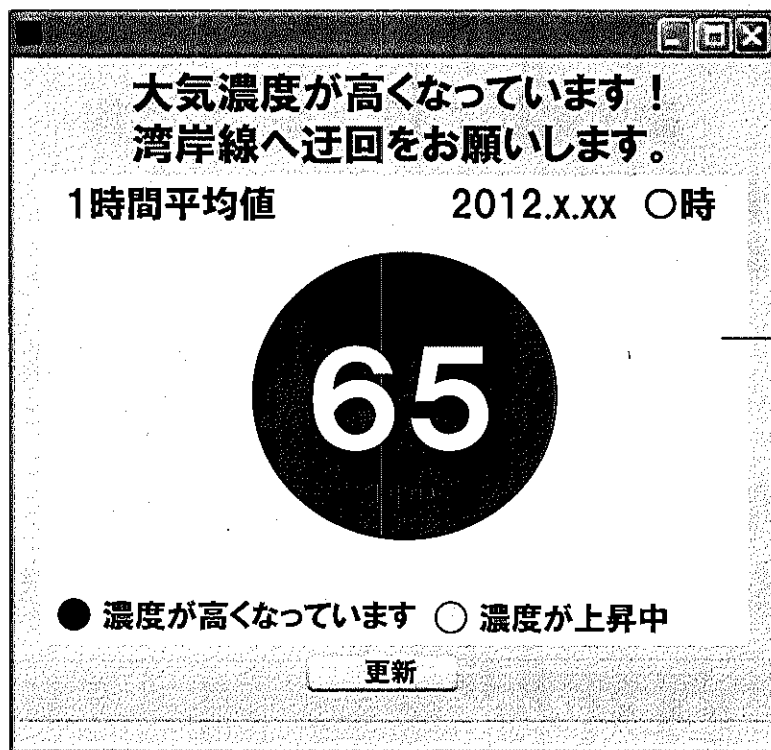 大気濃度が高くなっています！
湾岸線へ迂回をお願いします。
1時間平均値 2012.x.xx ○時
65
● 濃度が高くなっています ○ 濃度が上昇中
更新